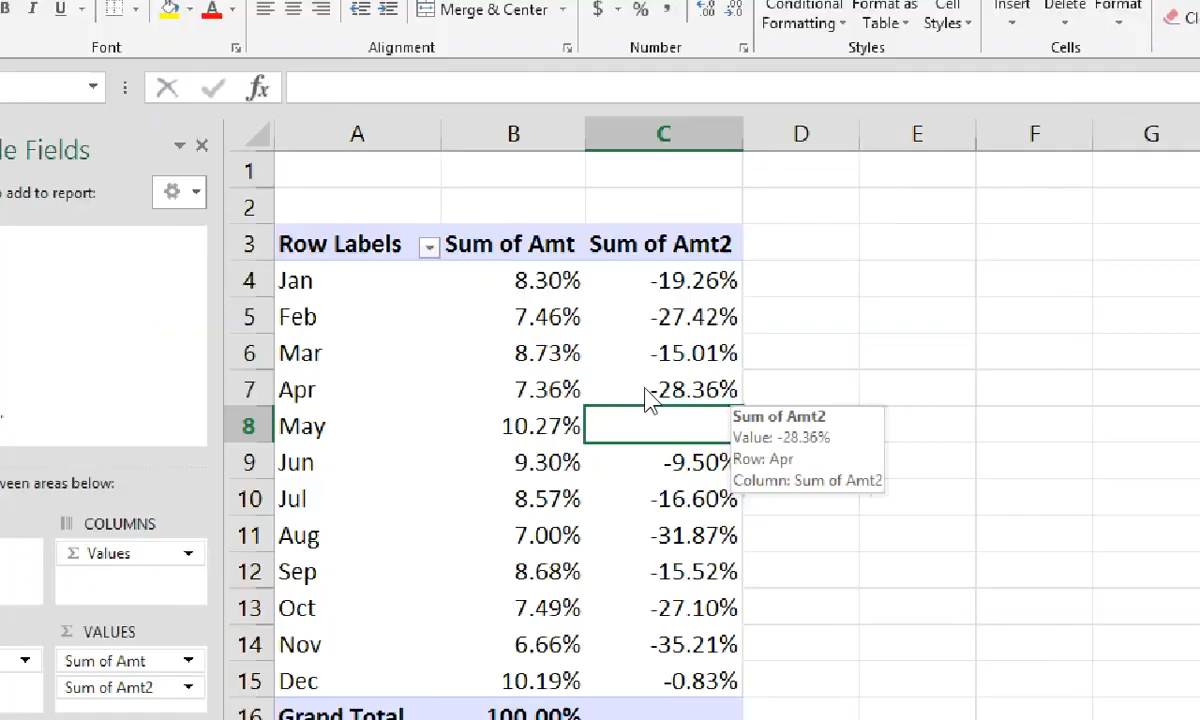 B I U A Merge & Center $ % , Conditional Format as Cell Insert Delete Format
Formatting Table Styles
Font Alignment Number Styles Cells
fx
le Fields
o add to report:
A B C D E F G
1
2
3 Row Labels Sum of Amt Sum of Amt2
4 Jan 8.30% -19.26%
5 Feb 7.46% -27.42%
6 Mar 8.73% -15.01%
7 Apr 7.36% -28.36%
8 May 10.27%
9 Jun 9.30% -9.50%
10 Jul 8.57% -16.60%
11 Aug 7.00% -31.87%
12 Sep 8.68% -15.52%
13 Oct 7.49% -27.10%
14 Nov 6.66% -35.21%
15 Dec 10.19% -0.83%
16 Grand Total 100.00%
Sum of Amt2
Value: -28.36%
Row: Apr
Column: Sum of Amt2
ween areas below:
COLUMNS
Σ Values
Σ VALUES
Sum of Amt
Sum of Amt2